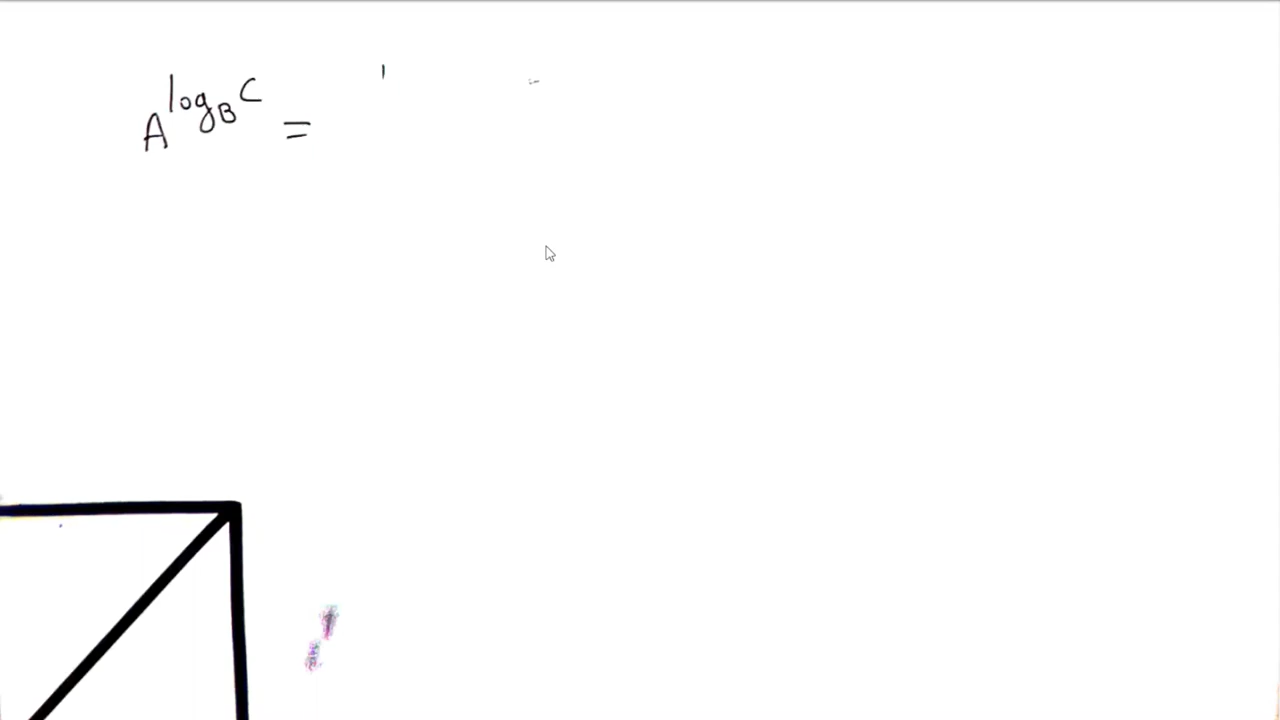 A^{log_B C} =